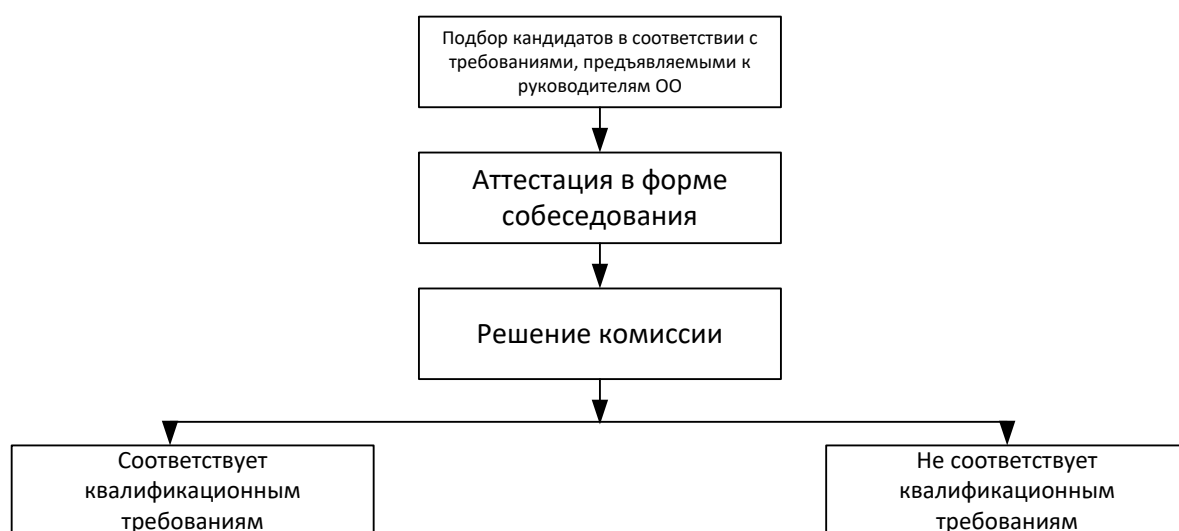 Подбор кандидатов в соответствии с
требованиями, предъявляемыми к
руководителям ОО
Аттестация в форме
собеседования
Решение комиссии
Соответствует
квалификационным
требованиям
Не соответствует
квалификационным
требованиям